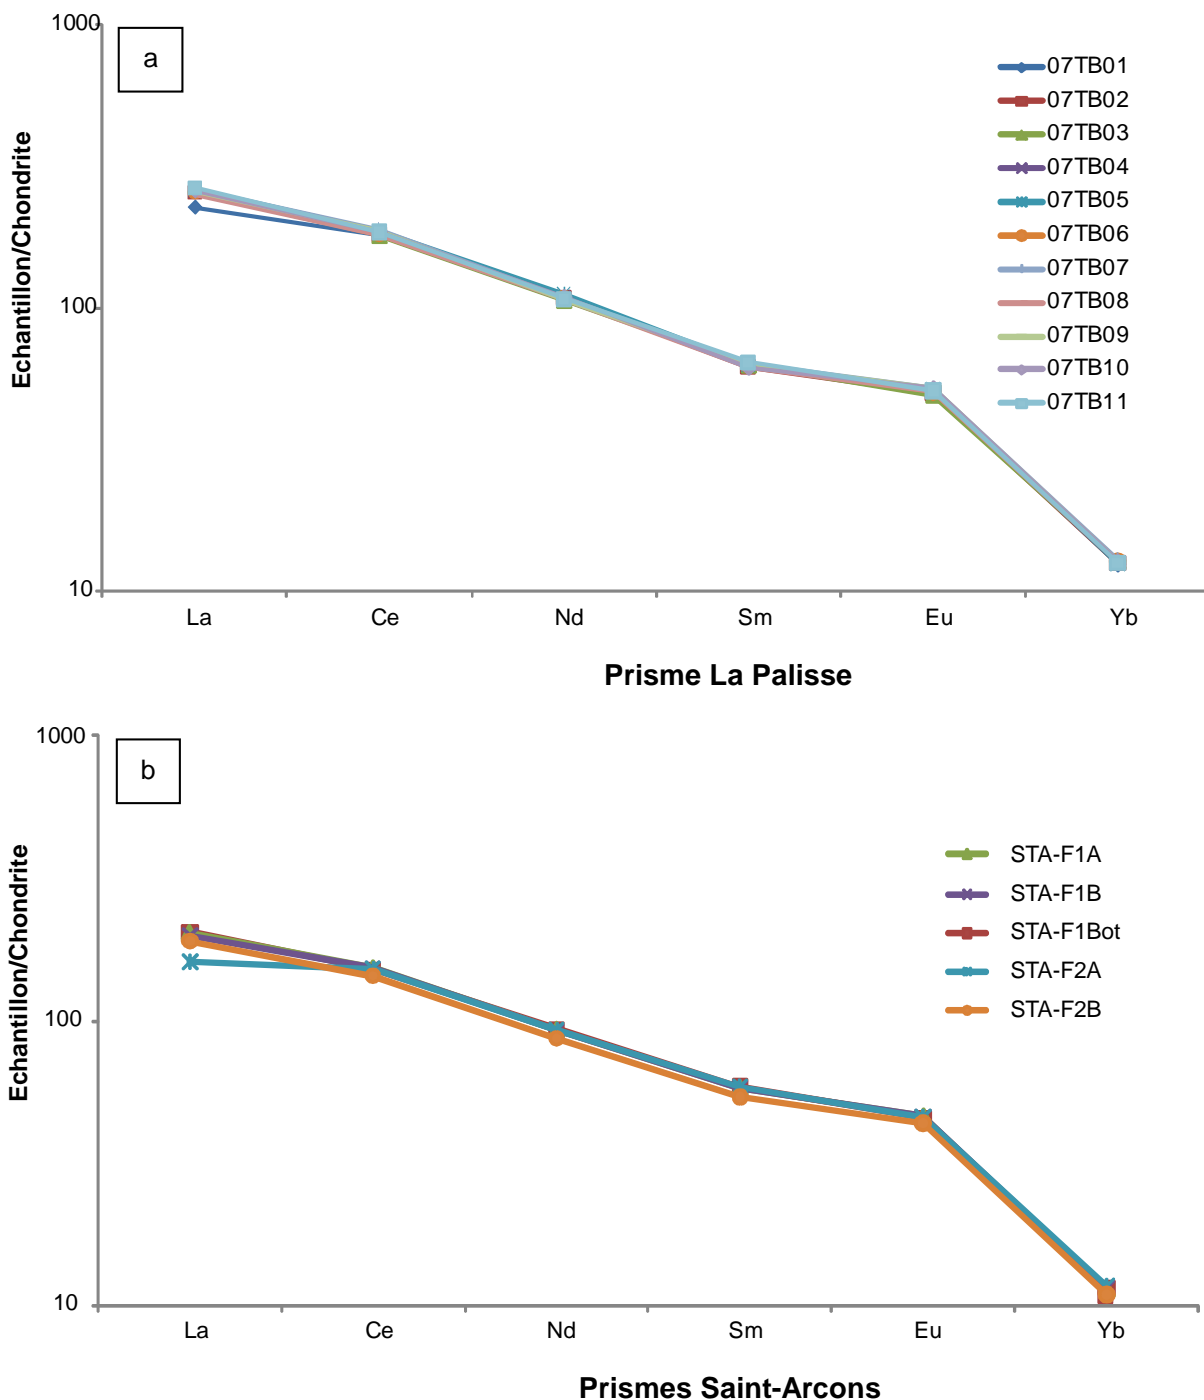 1000
a
07TB01
07TB02
07TB03
07TB04
07TB05
07TB06
07TB07
07TB08
07TB09
07TB10
07TB11
Echantillon/Chondrite
100
10
La Ce Nd Sm Eu Yb
Prisme La Palisse
1000
b
STA-F1A
STA-F1B
STA-F1Bot
STA-F2A
STA-F2B
Echantillon/Chondrite
100
10
La Ce Nd Sm Eu Yb
Prismes Saint-Arcons